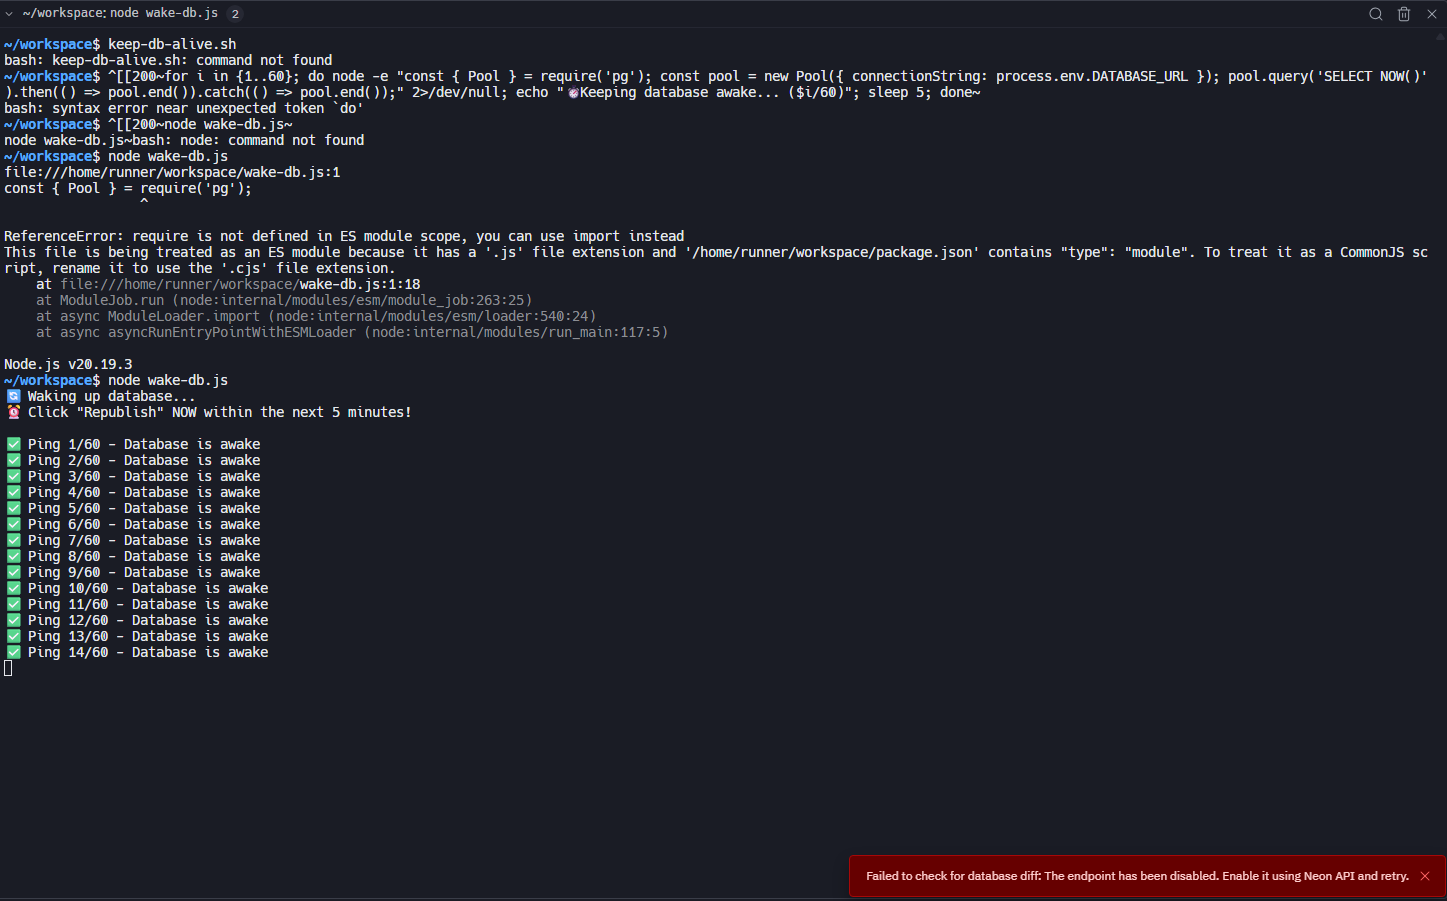 ~/workspace: node wake-db.js 2
~/workspace$ keep-db-alive.sh
bash: keep-db-alive.sh: command not found
~/workspace$ ^[[200~for i in {1..60}; do node -e "const { Pool } = require('pg'); const pool = new Pool({ connectionString: process.env.DATABASE_URL }); pool.query('SELECT NOW()'
).then(() => pool.end()).catch(() => pool.end());" 2>/dev/null; echo "⏰Keeping database awake... ($i/60)"; sleep 5; done~
bash: syntax error near unexpected token `do'
~/workspace$ ^[[200~node wake-db.js~
node wake-db.js~bash: node: command not found
~/workspace$ node wake-db.js
file:///home/runner/workspace/wake-db.js:1
const { Pool } = require('pg');
^
ReferenceError: require is not defined in ES module scope, you can use import instead
This file is being treated as an ES module because it has a '.js' file extension and '/home/runner/workspace/package.json' contains "type": "module". To treat it as a CommonJS sc
ript, rename it to use the '.cjs' file extension.
at file:///home/runner/workspace/wake-db.js:1:18
at ModuleJob.run (node:internal/modules/esm/module_job:263:25)
at async ModuleLoader.import (node:internal/modules/esm/loader:540:24)
at async asyncRunEntryPointWithESMLoader (node:internal/modules/run_main:117:5)
Node.js v20.19.3
~/workspace$ node wake-db.js
🔄 Waking up database...
⏰ Click "Republish" NOW within the next 5 minutes!
✅ Ping 1/60 - Database is awake
✅ Ping 2/60 - Database is awake
✅ Ping 3/60 - Database is awake
✅ Ping 4/60 - Database is awake
✅ Ping 5/60 - Database is awake
✅ Ping 6/60 - Database is awake
✅ Ping 7/60 - Database is awake
✅ Ping 8/60 - Database is awake
✅ Ping 9/60 - Database is awake
✅ Ping 10/60 - Database is awake
✅ Ping 11/60 - Database is awake
✅ Ping 12/60 - Database is awake
✅ Ping 13/60 - Database is awake
✅ Ping 14/60 - Database is awake
Failed to check for database diff: The endpoint has been disabled. Enable it using Neon API and retry.